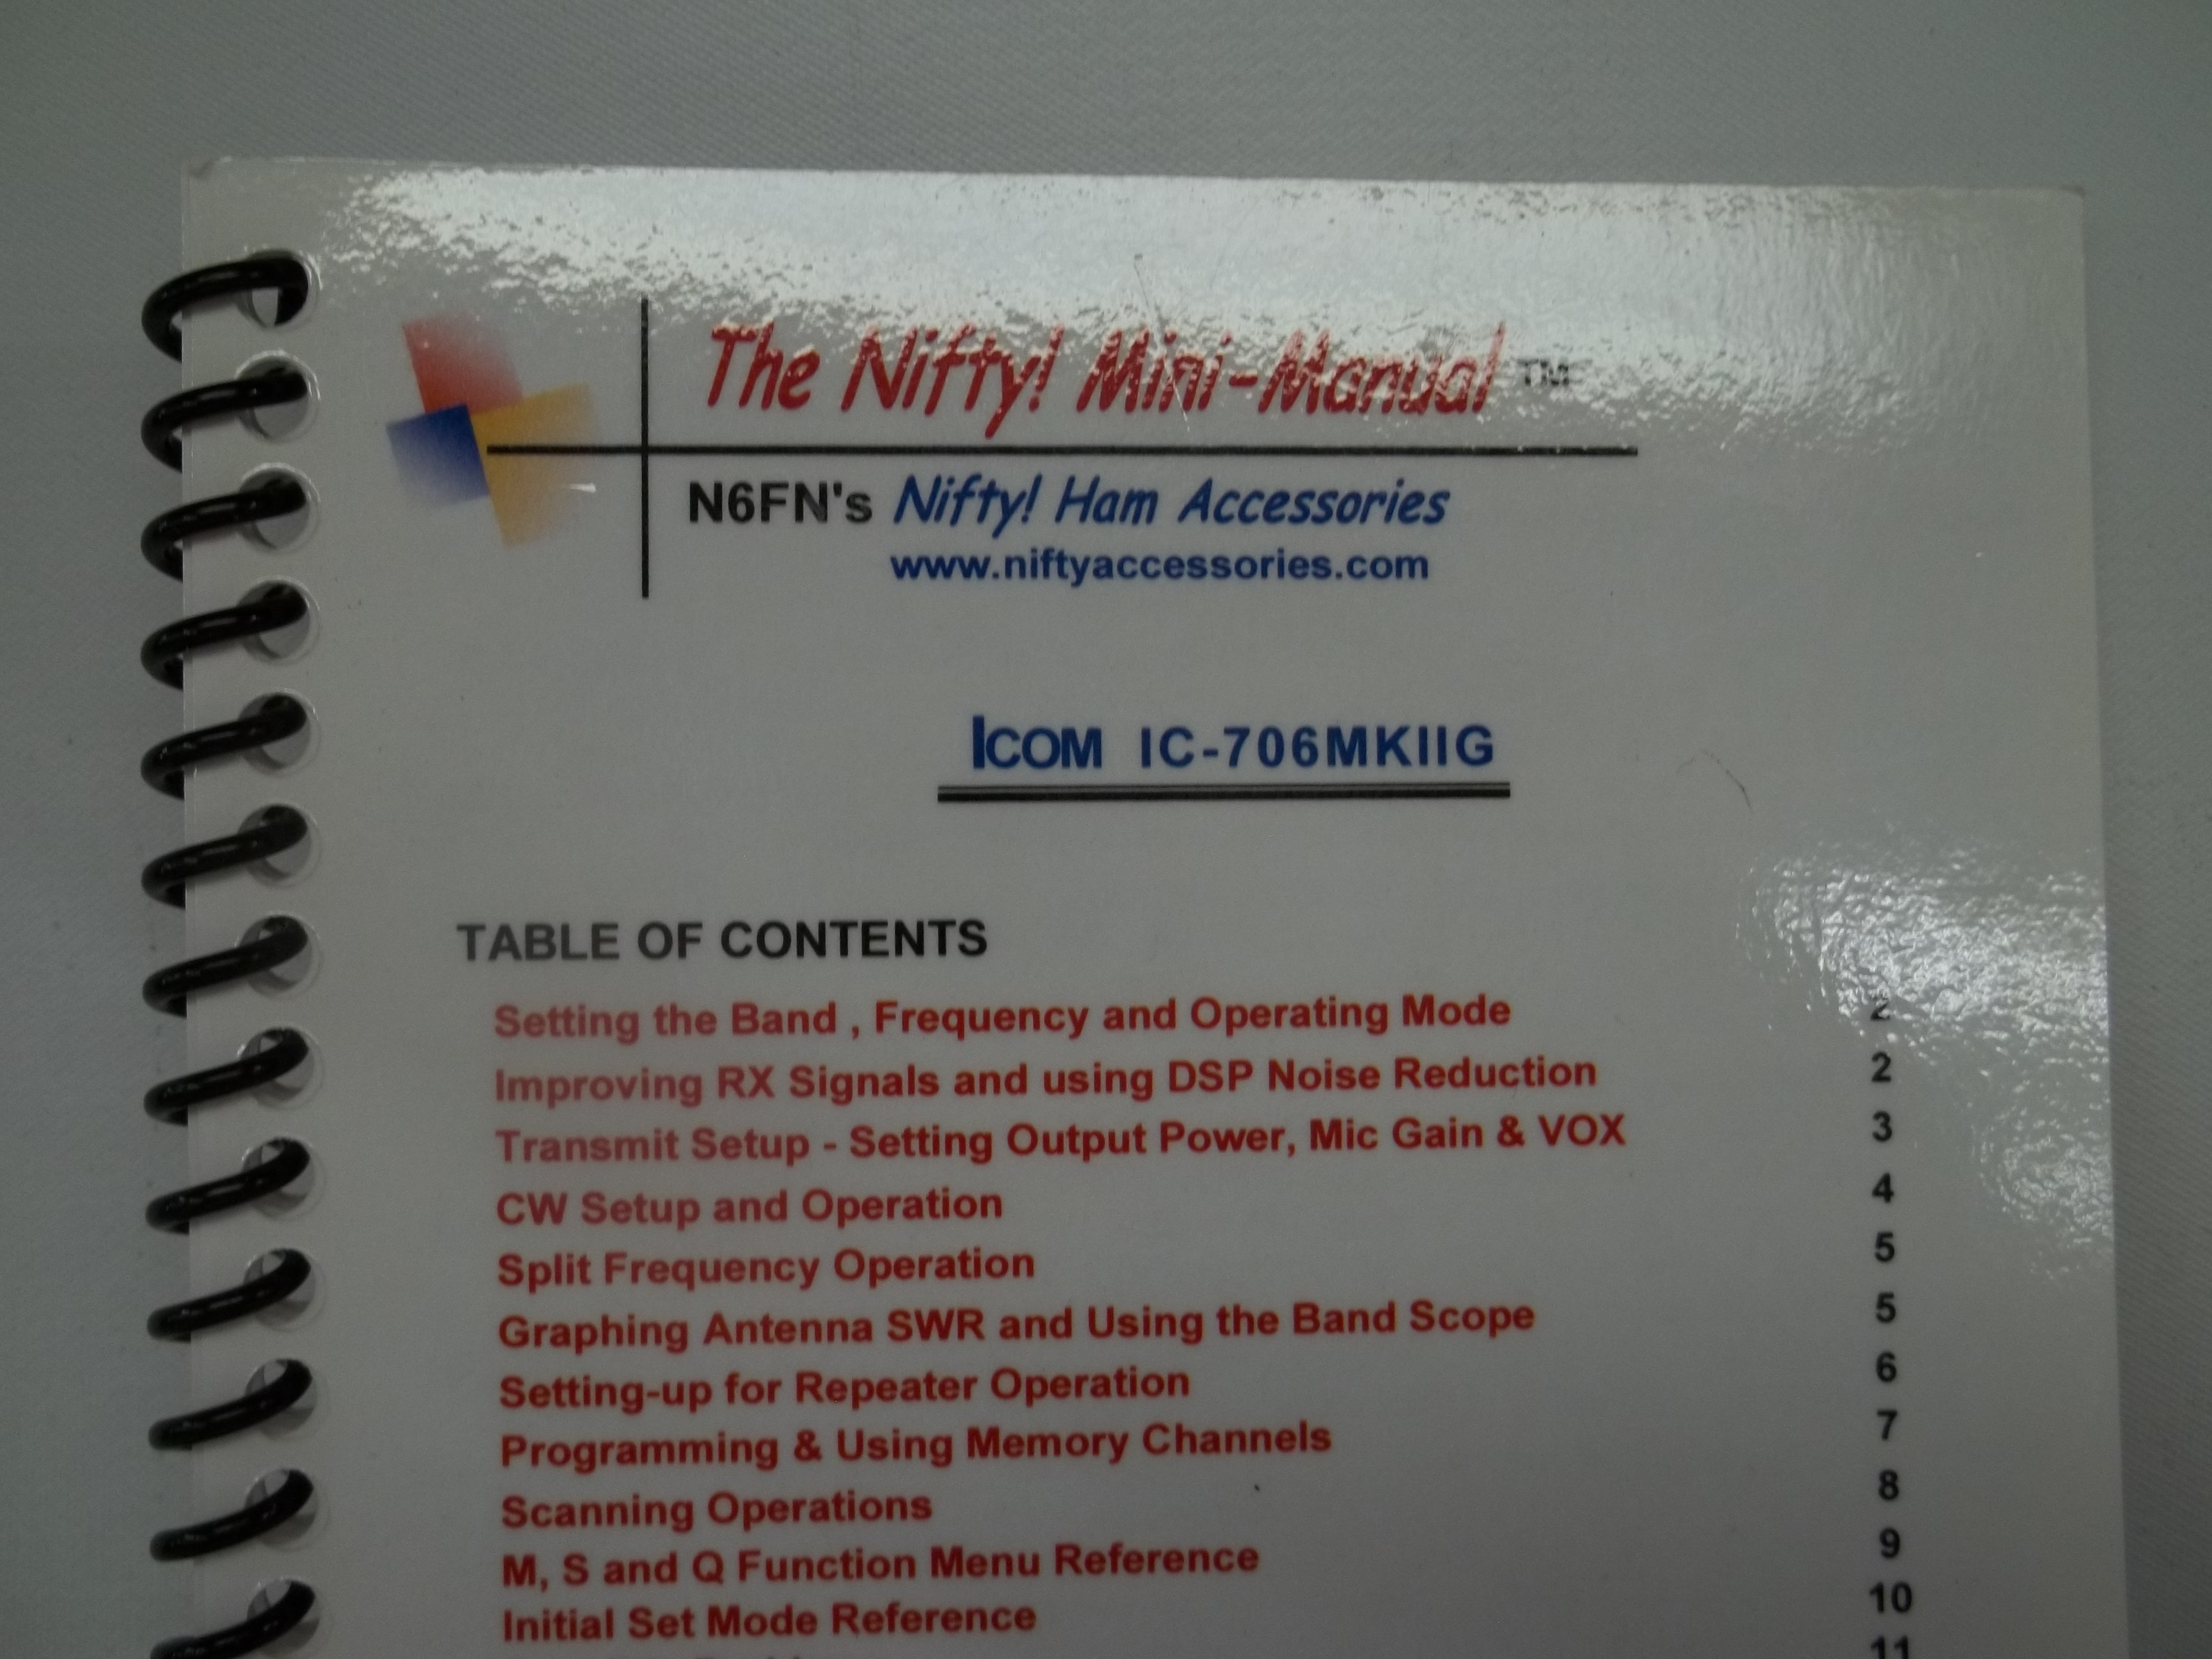 The Nifty! Mini-Manual ™
N6FN's Nifty! Ham Accessories
www.niftyaccessories.com
ICOM IC-706MKIIG
TABLE OF CONTENTS
Setting the Band , Frequency and Operating Mode 2
Improving RX Signals and using DSP Noise Reduction 2
Transmit Setup - Setting Output Power, Mic Gain & VOX 3
CW Setup and Operation 4
Split Frequency Operation 5
Graphing Antenna SWR and Using the Band Scope 5
Setting-up for Repeater Operation 6
Programming & Using Memory Channels 7
Scanning Operations 8
M, S and Q Function Menu Reference 9
Initial Set Mode Reference 10
11